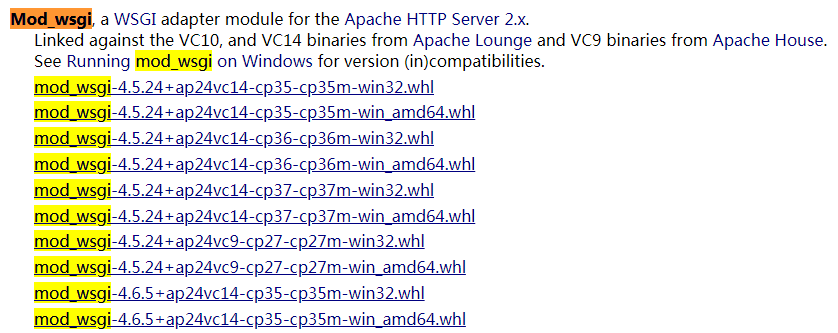 Mod_wsgi, a WSGI adapter module for the Apache HTTP Server 2.x.
Linked against the VC10, and VC14 binaries from Apache Lounge and VC9 binaries from Apache House.
See Running mod_wsgi on Windows for version (in)compatibilities.
mod_wsgi-4.5.24+ap24vc14-cp35-cp35m-win32.whl
mod_wsgi-4.5.24+ap24vc14-cp35-cp35m-win_amd64.whl
mod_wsgi-4.5.24+ap24vc14-cp36-cp36m-win32.whl
mod_wsgi-4.5.24+ap24vc14-cp36-cp36m-win_amd64.whl
mod_wsgi-4.5.24+ap24vc14-cp37-cp37m-win32.whl
mod_wsgi-4.5.24+ap24vc14-cp37-cp37m-win_amd64.whl
mod_wsgi-4.5.24+ap24vc9-cp27-cp27m-win32.whl
mod_wsgi-4.5.24+ap24vc9-cp27-cp27m-win_amd64.whl
mod_wsgi-4.6.5+ap24vc14-cp35-cp35m-win32.whl
mod_wsgi-4.6.5+ap24vc14-cp35-cp35m-win_amd64.whl